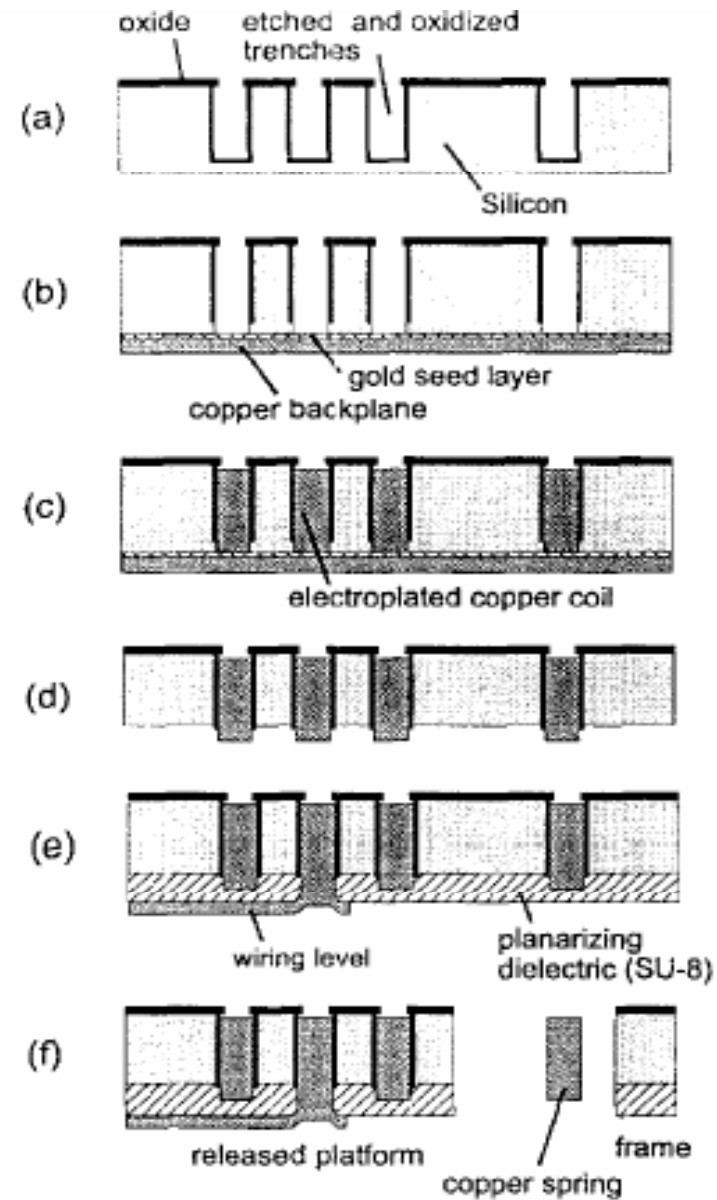 oxide etched and oxidized
trenches
(a)
Silicon
(b)
gold seed layer
copper backplane
(c)
electroplated copper coil
(d)
(e)
wiring level
planarizing
dielectric (SU-8)
(f)
released platform
frame
copper spring